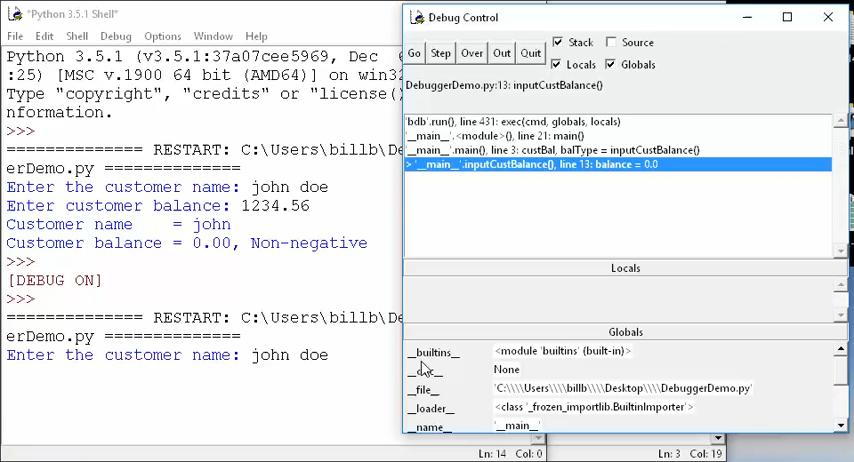 *Python 3.5.1 Shell*
File Edit Shell Debug Options Window Help
Python 3.5.1 (v3.5.1:37a07cee5969, Dec 6
:25) [MSC v.1900 64 bit (AMD64)] on win32
Type "copyright", "credits" or "license()
nformation.
>>>
============== RESTART: C:\Users\billb\De
erDemo.py ==============
Enter the customer name: john doe
Enter customer balance: 1234.56
Customer name = john
Customer balance = 0.00, Non-negative
>>>
[DEBUG ON]
>>>
============== RESTART: C:\Users\billb\De
erDemo.py ==============
Enter the customer name: john doe
Ln: 14 Col: 0
Debug Control
Go Step Over Out Quit
Stack Source
Locals Globals
DebuggerDemo.py:13: inputCustBalance()
'bdb'.run(), line 431: exec(cmd, globals, locals)
'__main__'.<module>(), line 21: main()
'__main__'.main(), line 3: custBal, balType = inputCustBalance()
> '__main__'.inputCustBalance(), line 13: balance = 0.0
Locals
Globals
__builtins__ <module 'builtins' (built-in)>
None
__file__ 'C:\\\\Users\\\\billb\\\\Desktop\\\\DebuggerDemo.py'
__loader__ <class '_frozen_importlib.BuiltinImporter'>
__name__ '__main__'
Ln: 3 Col: 19